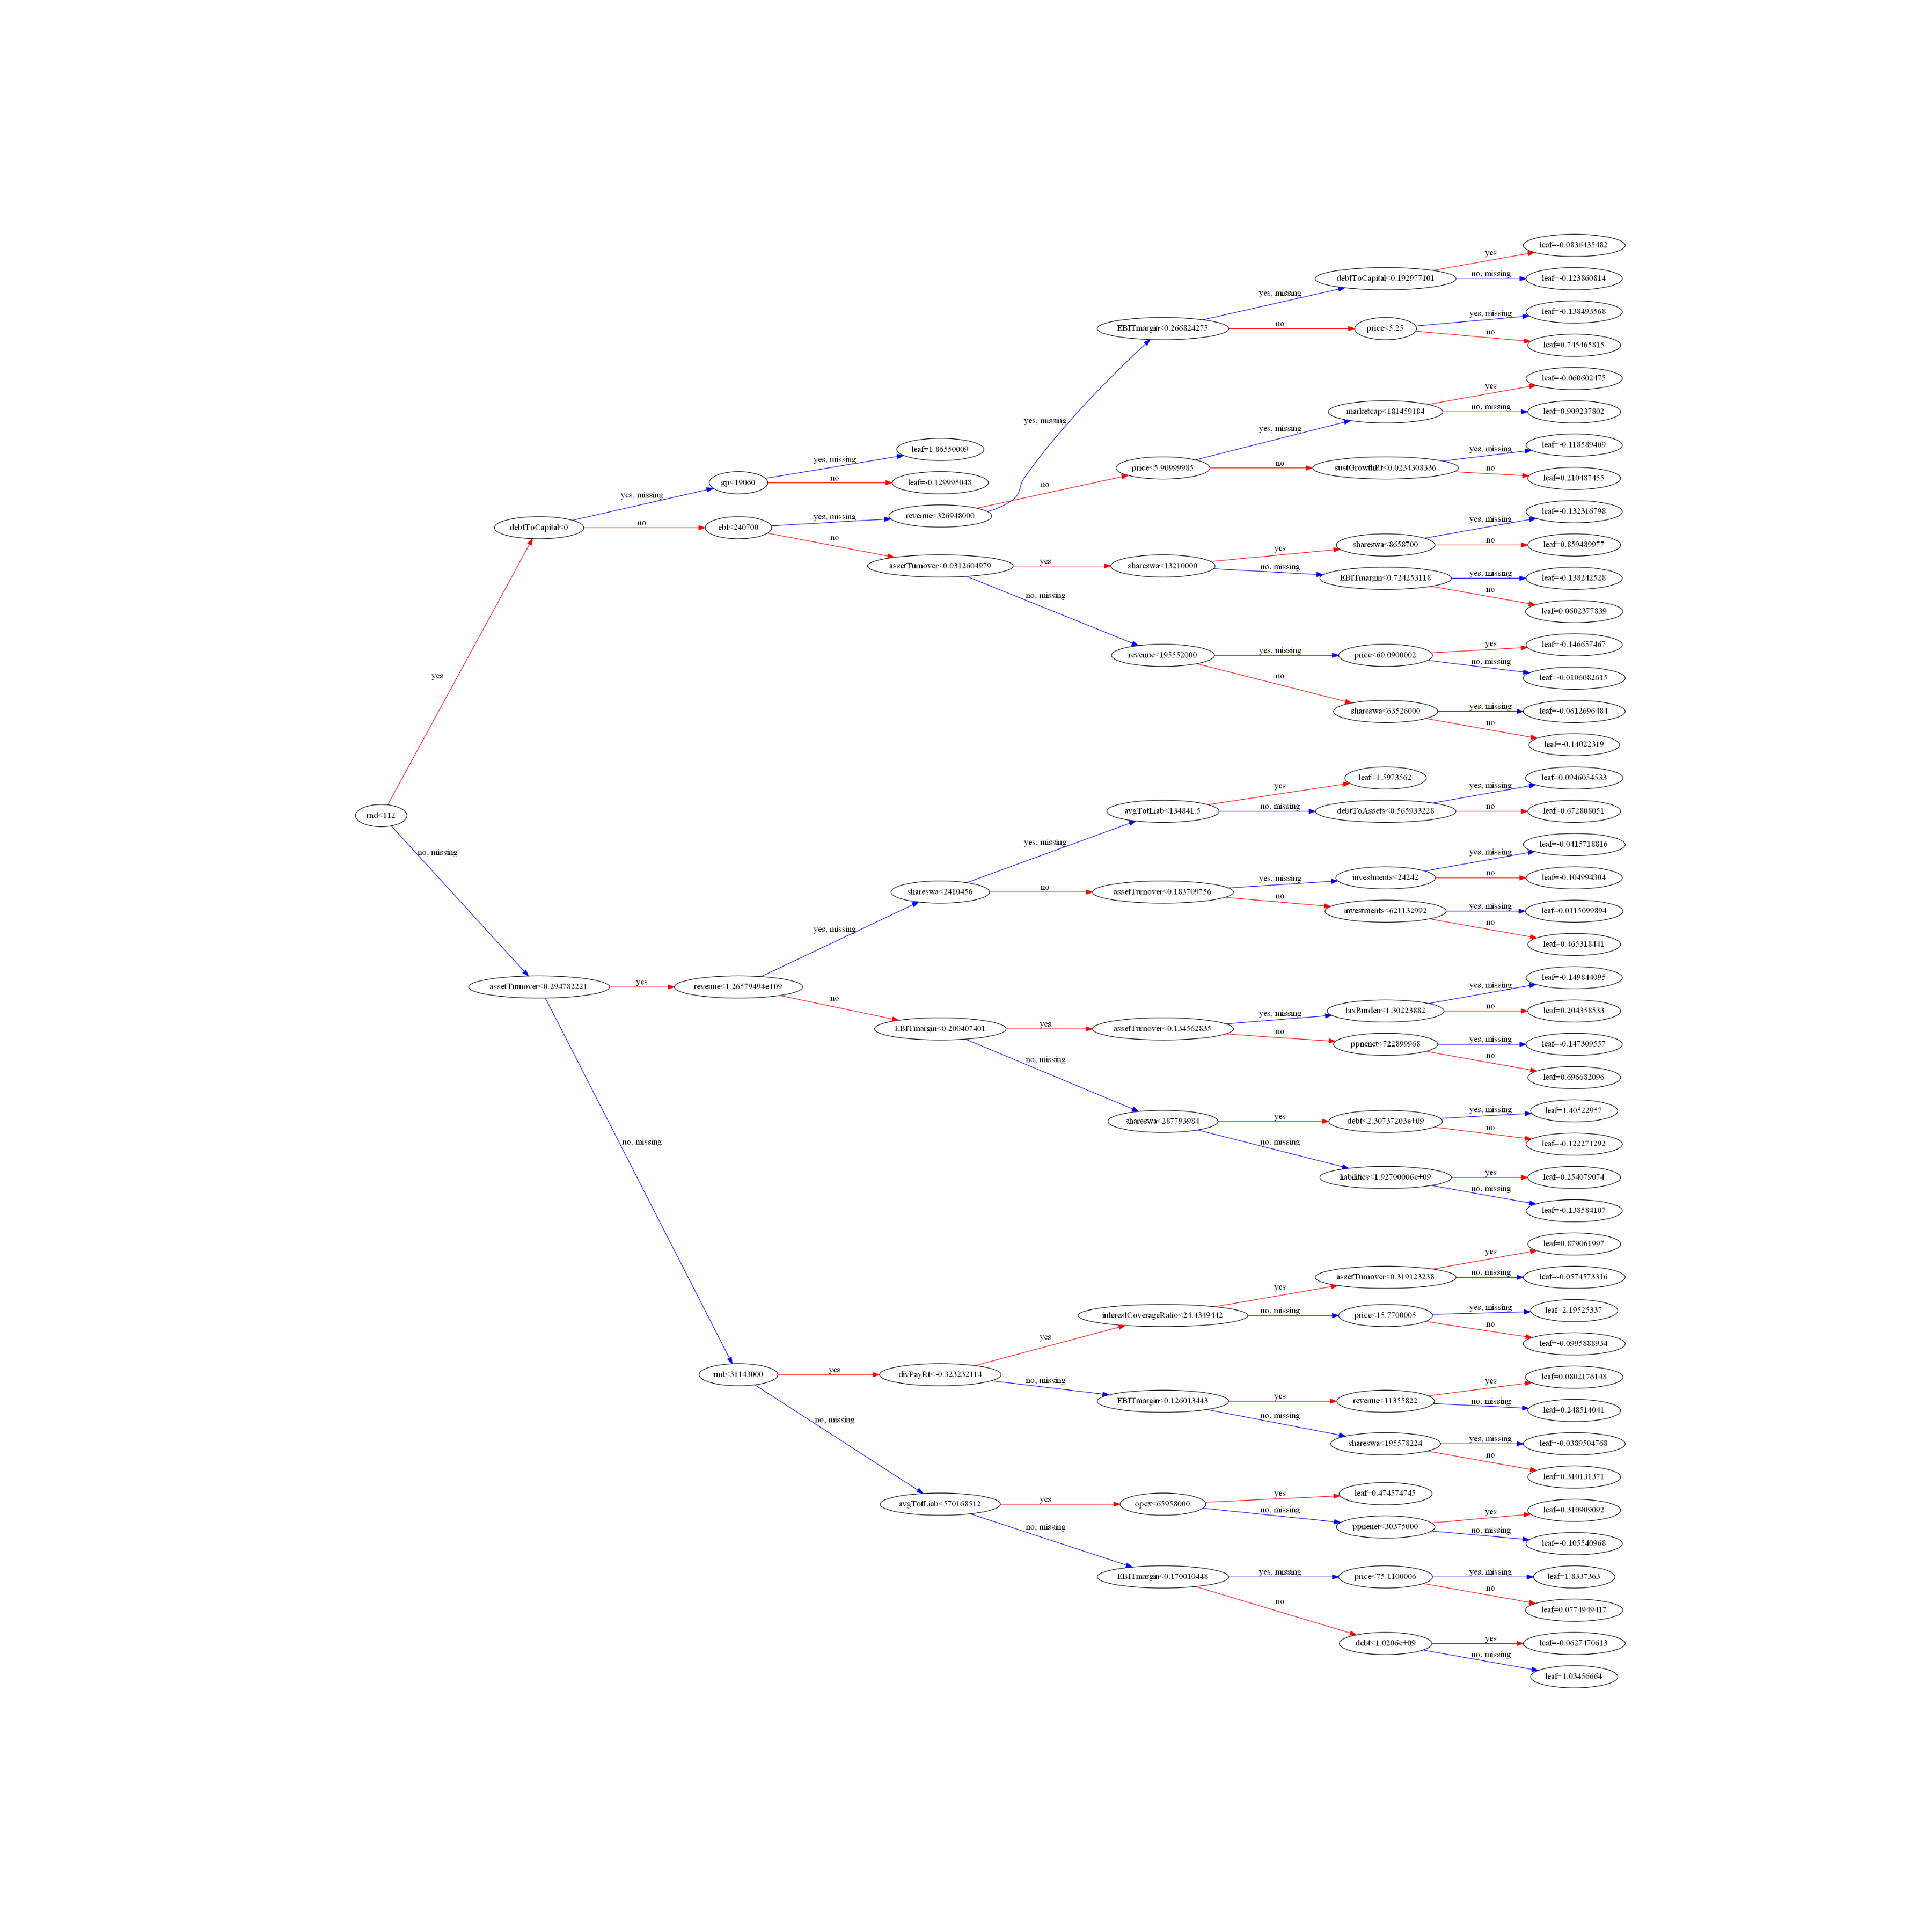 leaf=-0.0836435482
yes
debtToCapital<0.192977101
no, missing
leaf=-0.123860814
yes, missing
EBITmargin<0.266824275
no
price<5.25
yes, missing
leaf=-0.138493568
no
leaf=0.745465815
yes, missing
leaf=-0.060602475
yes
marketcap<181459184
no, missing
leaf=0.909237802
yes, missing
price<5.90999985
no
sustGrowthRt<0.0234308336
yes, missing
leaf=-0.118589409
no
leaf=0.210487455
no
leaf=1.86550009
yes, missing
gp<19060
no
leaf=-0.129995048
yes, missing
debtToCapital<0
no
ebt<240700
yes, missing
revenue<326948000
no
assetTurnover<0.0312604979
yes
shareswa<13210000
yes
shareswa<8658700
yes, missing
leaf=-0.132316798
no
leaf=0.859489977
no, missing
EBITmargin<0.724253118
yes, missing
leaf=-0.138242528
no
leaf=0.0602377839
no, missing
revenue<195552000
yes, missing
price<60.0900002
yes
leaf=-0.146657467
no, missing
leaf=-0.0106082615
no
shareswa<63526000
yes, missing
leaf=-0.0612696484
no
leaf=-0.14022319
yes
rnd<112
no, missing
leaf=1.5973562
yes
avgTotLiab<134841.5
no, missing
debtToAssets<0.565933228
yes, missing
leaf=0.0946054533
no
leaf=0.672808051
yes, missing
shareswa<2410456
no
assetTurnover<0.183709756
yes, missing
investments<24242
yes, missing
leaf=-0.0415718816
no
leaf=-0.104994304
no
investments<621132992
yes, missing
leaf=0.0115099894
no
leaf=0.465318441
yes, missing
assetTurnover<0.294782221
yes
revenue<1.26579494e+09
no
EBITmargin<0.200407401
yes
assetTurnover<0.134562835
yes, missing
taxBurden<1.30223882
yes, missing
leaf=-0.149844095
no
leaf=0.204358533
no
ppnenet<722899968
yes, missing
leaf=-0.147309557
no
leaf=0.696682096
no, missing
shareswa<287793984
yes
debt<2.30737203e+09
yes, missing
leaf=1.40522957
no
leaf=-0.122271292
no, missing
liabilities<1.92700006e+09
yes
leaf=0.254079074
no, missing
leaf=-0.138584107
no, missing
leaf=0.879061997
yes
assetTurnover<0.319123238
no, missing
leaf=-0.0574573316
yes
interestCoverageRatio<24.4349442
no, missing
price<15.7700005
yes, missing
leaf=2.19525337
no
leaf=-0.0995888934
yes
rnd<31143000
yes
divPayRt<-0.323232114
no, missing
EBITmargin<0.126013443
yes
revenue<11355822
yes
leaf=0.0802176148
no, missing
leaf=0.248514041
no, missing
shareswa<195578224
yes, missing
leaf=-0.0389504768
no
leaf=0.310131371
no, missing
avgTotLiab<570168512
yes
opex<65958000
yes
leaf=0.474574745
no, missing
ppnenet<30375000
yes
leaf=0.310909092
no, missing
leaf=-0.105540968
no, missing
EBITmargin<0.170010448
yes, missing
price<75.1100006
yes, missing
leaf=1.8337363
no
leaf=0.0774949417
no
debt<1.0206e+09
yes
leaf=-0.0627470613
no, missing
leaf=1.03456664